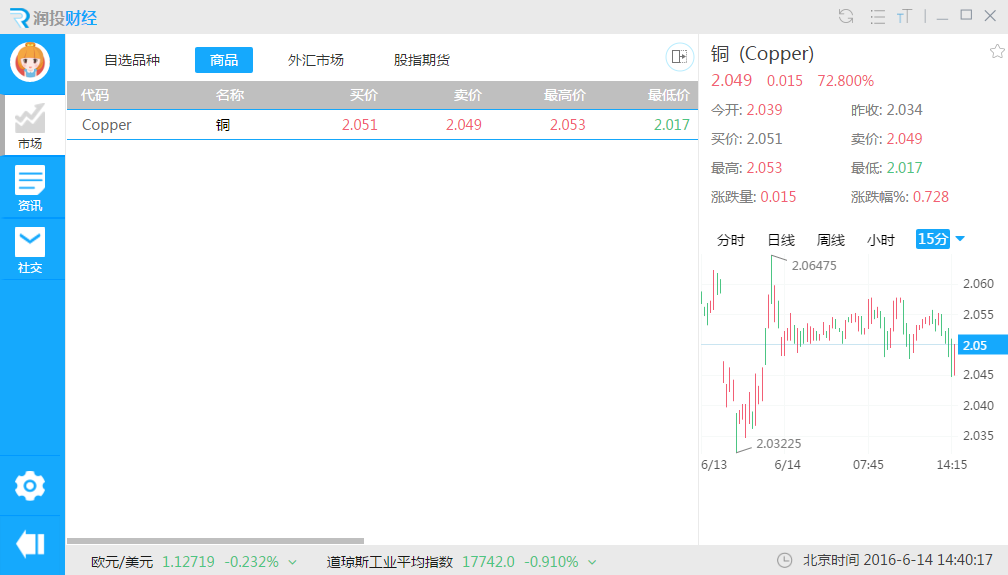 润投财经
TT
市场
资讯
社交
自选品种 商品 外汇市场 股指期货
代码 名称 买价 卖价 最高价 最低价
Copper 铜 2.051 2.049 2.053 2.017
铜 (Copper)
2.049 0.015 72.800%
今开: 2.039 昨收: 2.034
买价: 2.051 卖价: 2.049
最高: 2.053 最低: 2.017
涨跌量: 0.015 涨跌幅%: 0.728
分时 日线 周线 小时 15分
2.06475
2.060
2.055
2.05
2.045
2.040
2.035
2.03225
6/13 6/14 07:45 14:15
欧元/美元 1.12719 -0.232% 道琼斯工业平均指数 17742.0 -0.910% 北京时间 2016-6-14 14:40:17